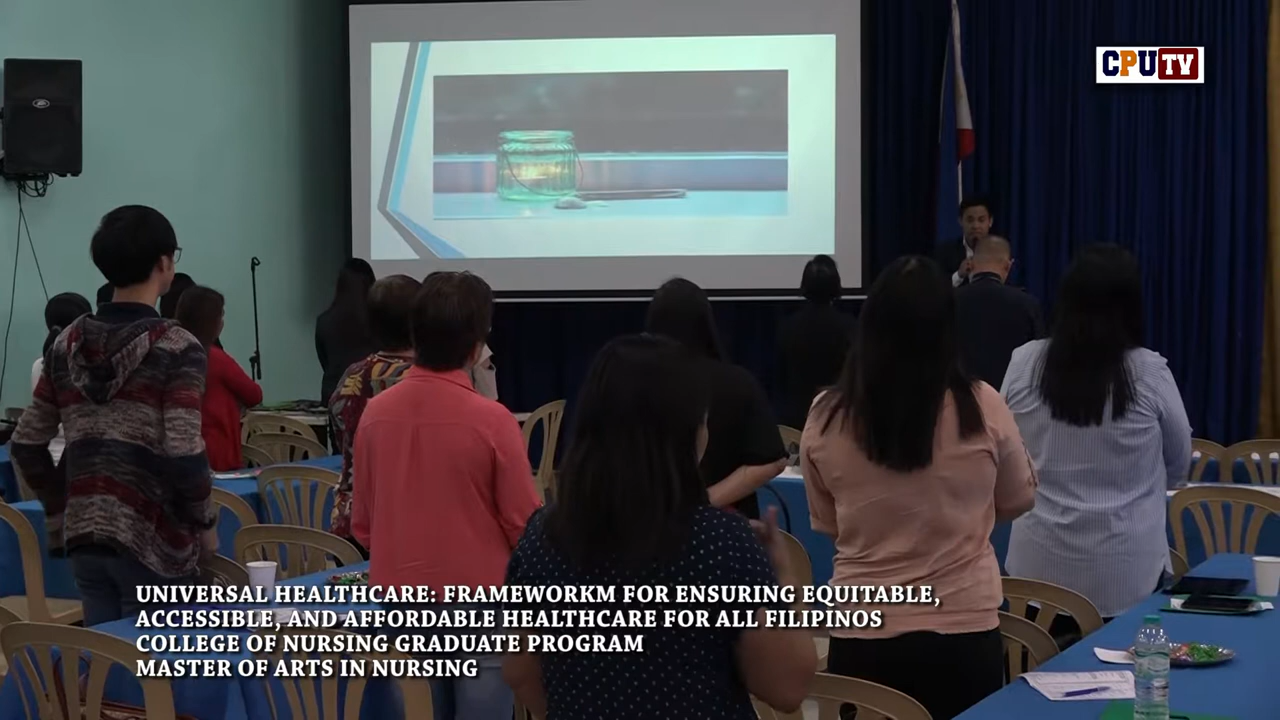 CPUTV
UNIVERSAL HEALTHCARE: FRAMEWORKM FOR ENSURING EQUITABLE,
ACCESSIBLE, AND AFFORDABLE HEALTHCARE FOR ALL FILIPINOS
COLLEGE OF NURSING GRADUATE PROGRAM
MASTER OF ARTS IN NURSING